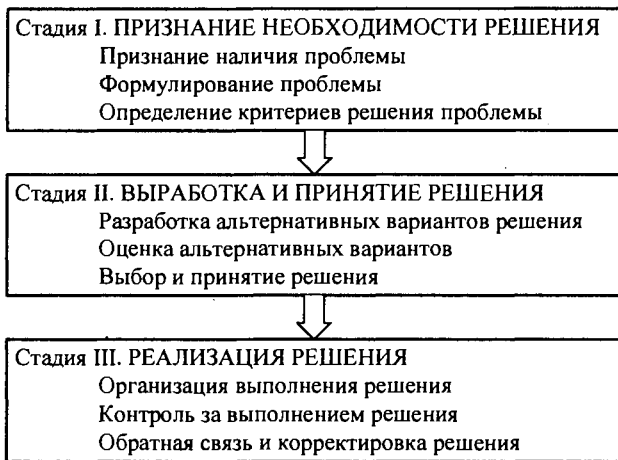 Стадия I. ПРИЗНАНИЕ НЕОБХОДИМОСТИ РЕШЕНИЯ
Признание наличия проблемы
Формулирование проблемы
Определение критериев решения проблемы
Стадия II. ВЫРАБОТКА И ПРИНЯТИЕ РЕШЕНИЯ
Разработка альтернативных вариантов решения
Оценка альтернативных вариантов
Выбор и принятие решения
Стадия III. РЕАЛИЗАЦИЯ РЕШЕНИЯ
Организация выполнения решения
Контроль за выполнением решения
Обратная связь и корректировка решения